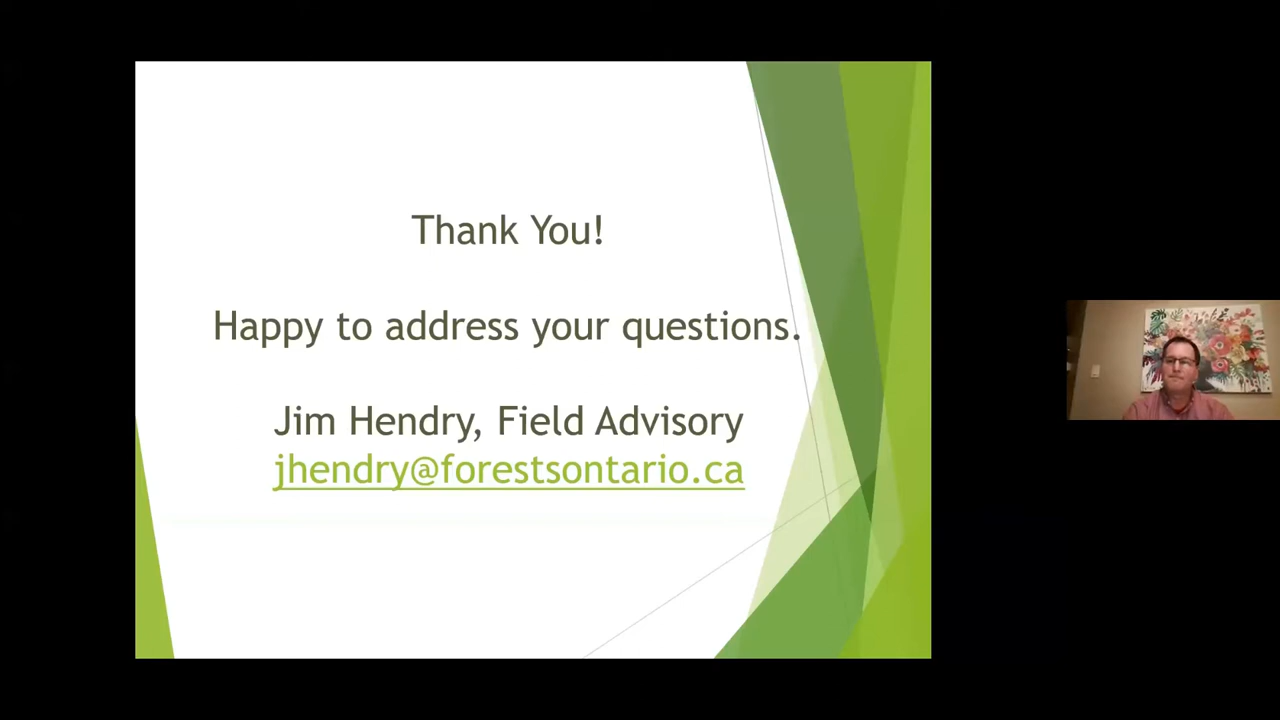 Thank You!
Happy to address your questions.
Jim Hendry, Field Advisory
jhendry@forestsontario.ca